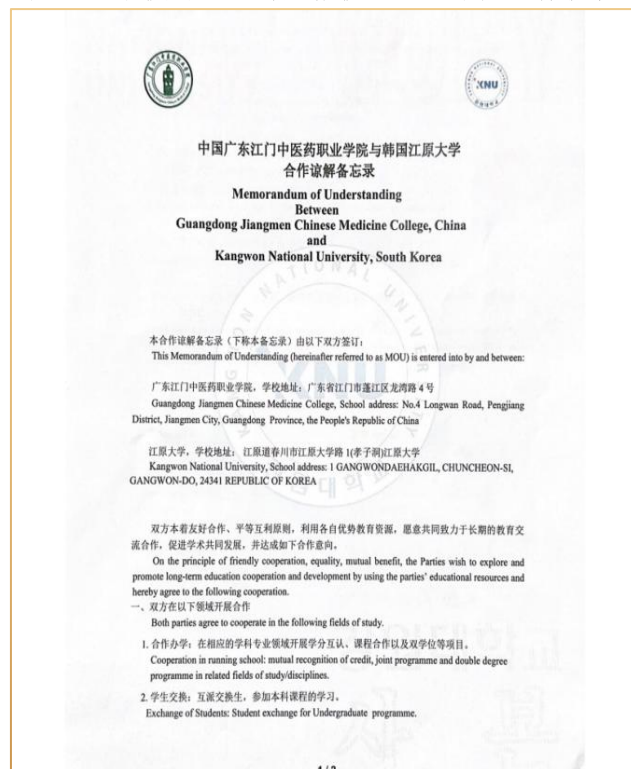 XNU
中国广东江门中医药职业学院与韩国江原大学
合作谅解备忘录
Memorandum of Understanding
Between
Guangdong Jiangmen Chinese Medicine College, China
and
Kangwon National University, South Korea
本合作谅解备忘录（下称本备忘录）由以下双方签订：
This Memorandum of Understanding (hereinafter referred to as MOU) is entered into by and between:
广东江门中医药职业学院，学校地址：广东省江门市蓬江区龙湾路 4 号
Guangdong Jiangmen Chinese Medicine College, School address: No.4 Longwan Road, Pengjiang
District, Jiangmen City, Guangdong Province, the People's Republic of China
江原大学，学校地址： 江原道春川市江原大学路 1(孝子洞)江原大学
Kangwon National University, School address: 1 GANGWONDAEHAKGIL, CHUNCHEON-SI,
GANGWON-DO, 24341 REPUBLIC OF KOREA
双方本着友好合作、平等互利原则，利用各自优势教育资源，愿意共同致力于长期的教育交
流合作，促进学术共同发展，并达成如下合作意向。
On the principle of friendly cooperation, equality, mutual benefit, the Parties wish to explore and
promote long-term education cooperation and development by using the parties' educational resources and
hereby agree to the following cooperation.
一、双方在以下领域开展合作
Both parties agree to cooperate in the following fields of study.
1. 合作办学：在相应的学科专业领域开展学分互认、课程合作以及双学位等项目。
Cooperation in running school: mutual recognition of credit, joint programme and double degree
programme in related fields of study/disciplines.
2. 学生交换：互派交换生，参加本科课程的学习。
Exchange of Students: Student exchange for Undergraduate programme.